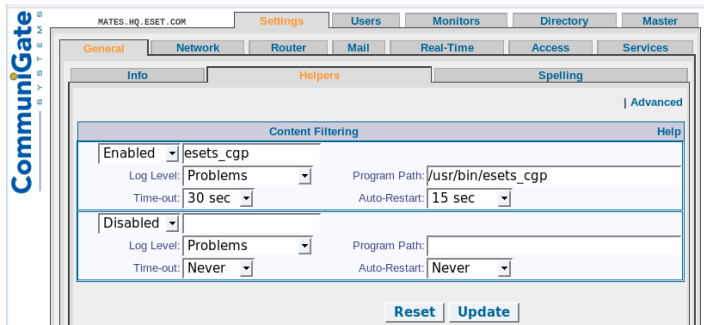 CommuniGate
SYSTEMS
MATES.HQ.ESET.COM Settings Users Monitors Directory Master
General Network Router Mail Real-Time Access Services
Info Helpers Spelling
| Advanced
Content Filtering Help
Enabled esets_cgp
Log Level: Problems Program Path: /usr/bin/esets_cgp
Time-out: 30 sec Auto-Restart: 15 sec
Disabled
Log Level: Problems Program Path:
Time-out: Never Auto-Restart: Never
Reset Update